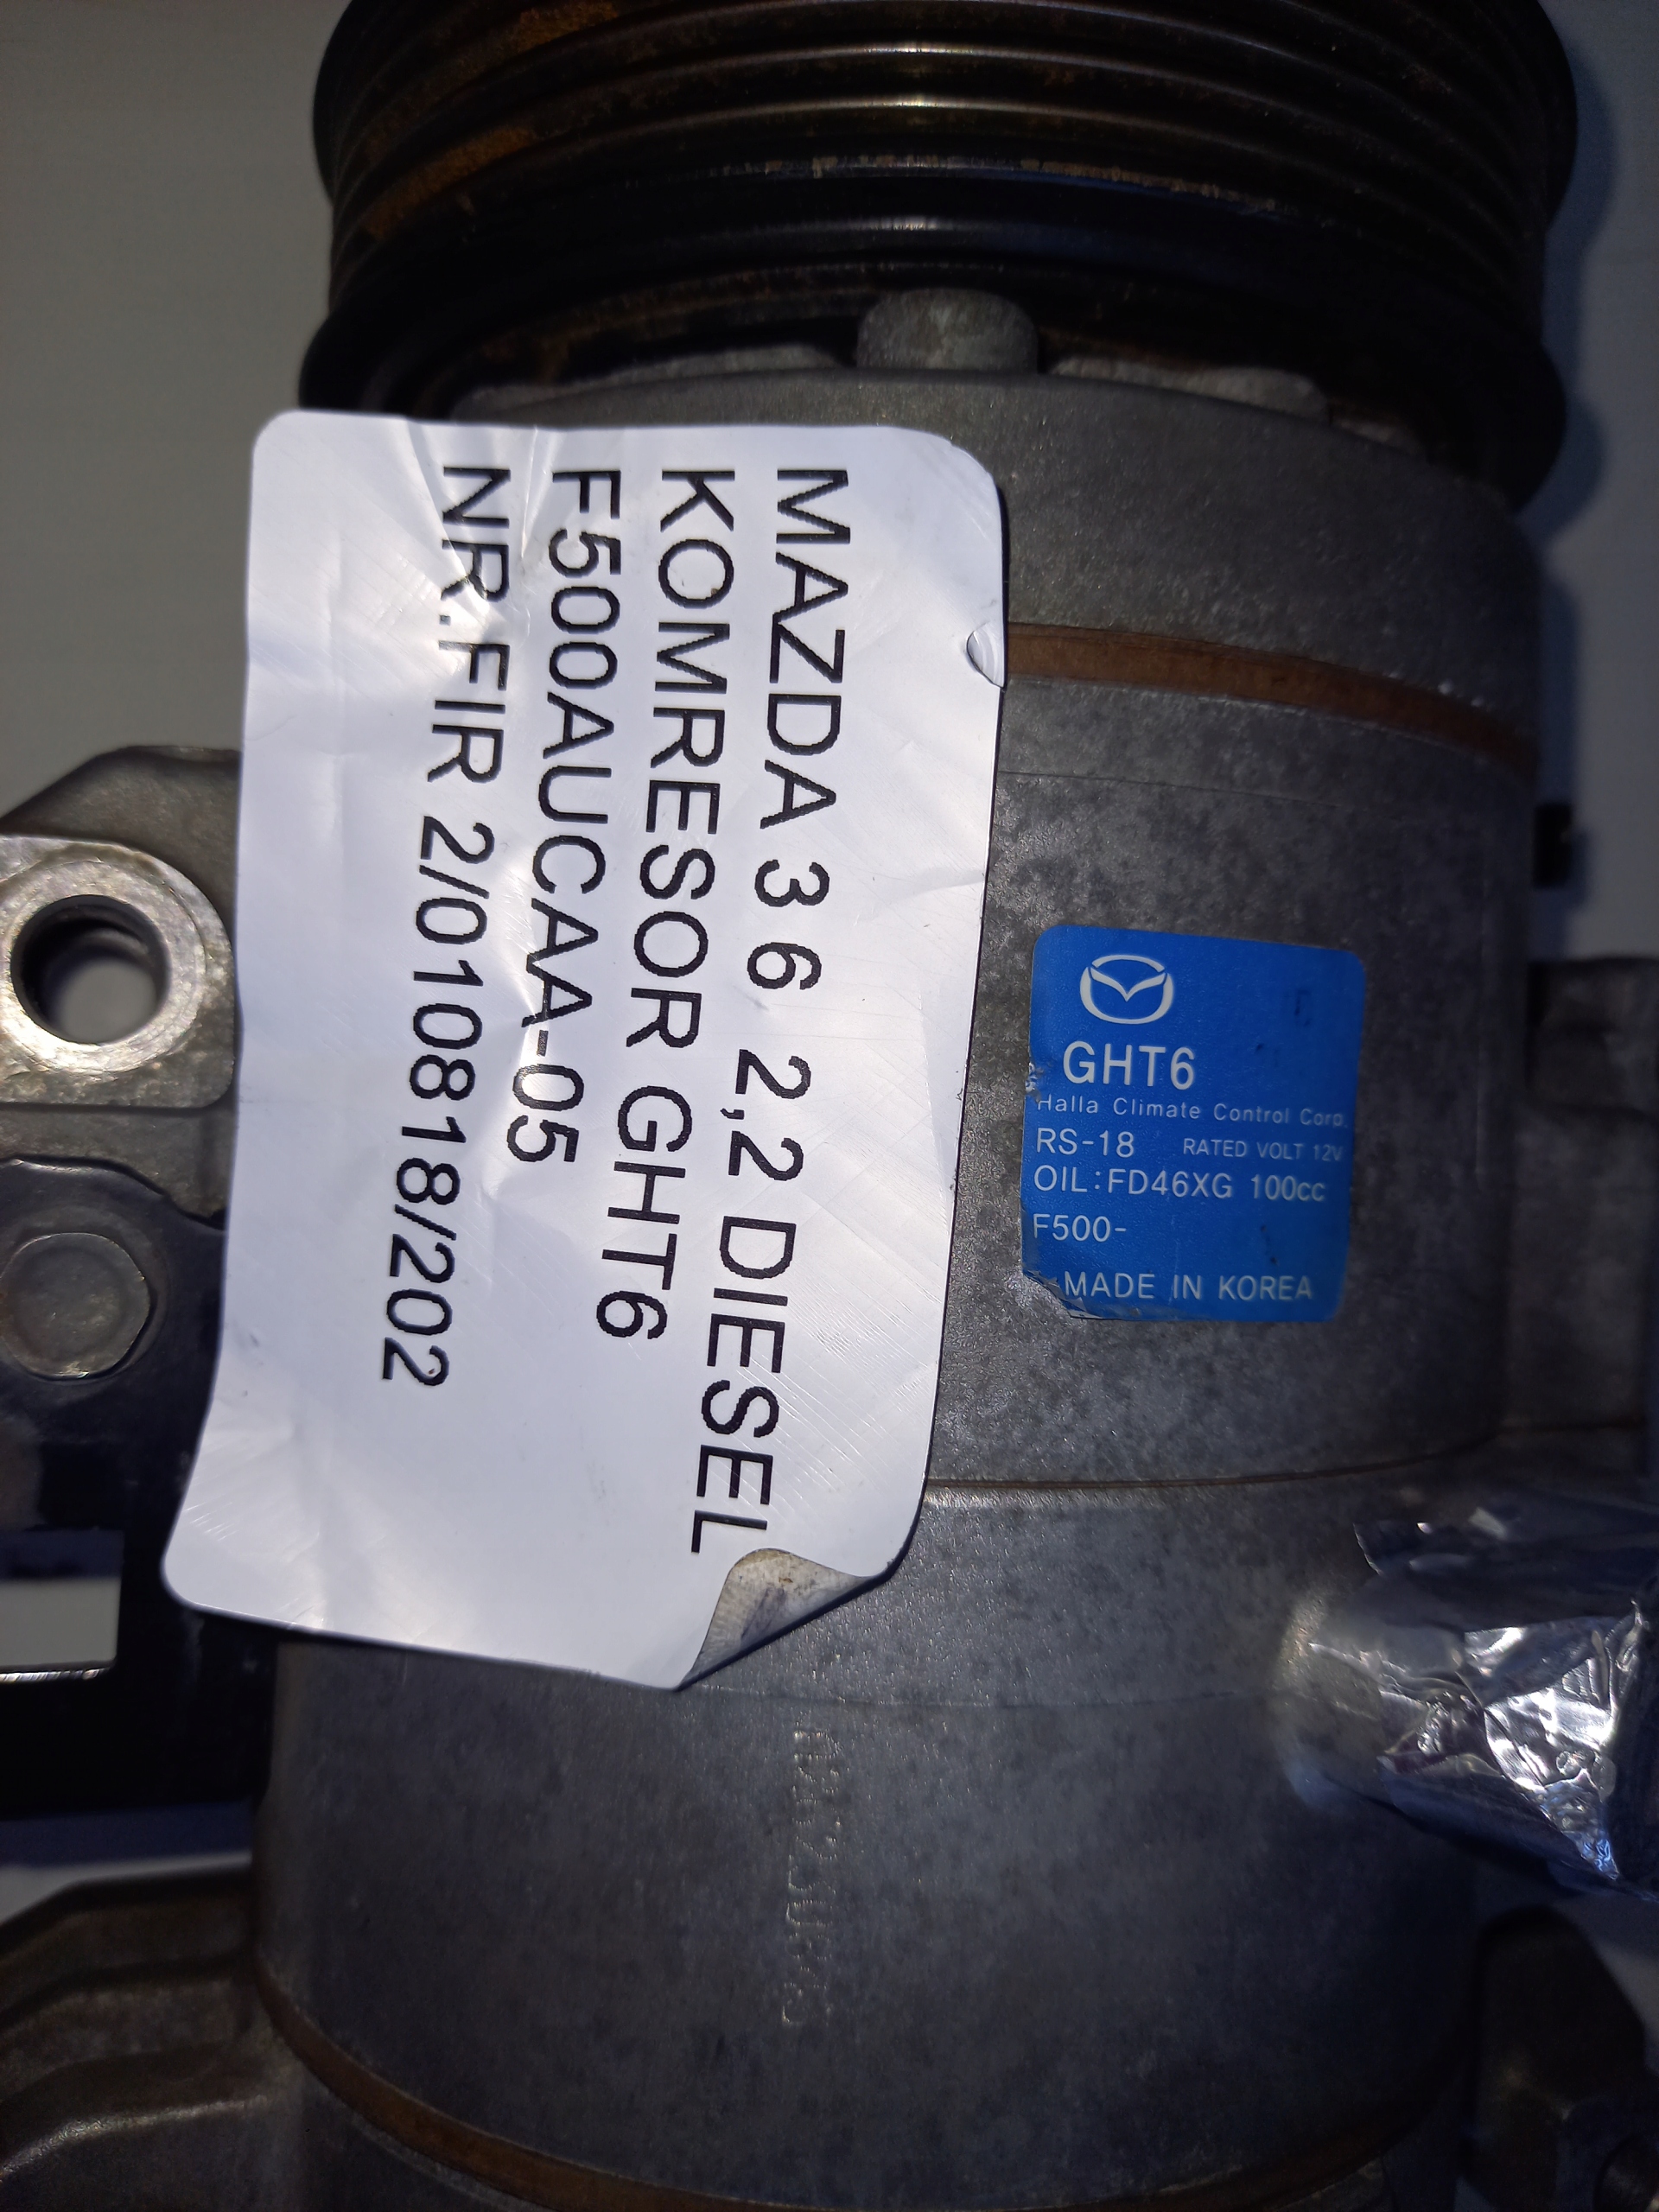 MAZDA 3 6 2,2 DIESEL
KOMRESOR GHT6
F500AUCAA-05
NR.FIR 2/010818/202
GHT6
Halla Climate Control Corp.
RS-18 RATED VOLT 12V
OIL:FD46XG 100cc
F500-
MADE IN KOREA